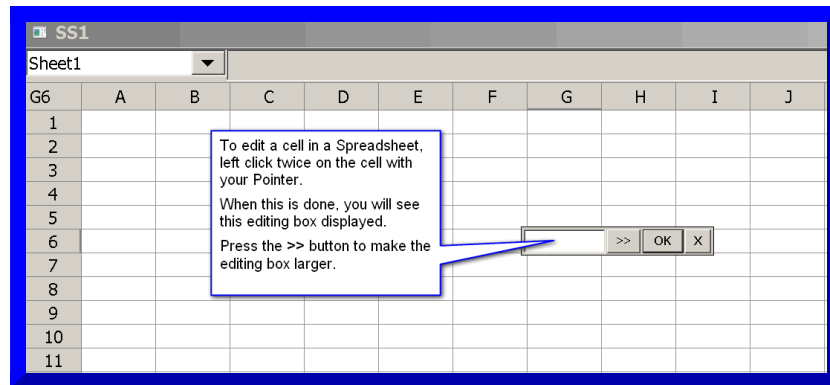 SS1
Sheet1
G6 A B C D E F G H I J
1
2
3
4
5
6
7
8
9
10
11
To edit a cell in a Spreadsheet,
left click twice on the cell with
your Pointer.
When this is done, you will see
this editing box displayed.
Press the >> button to make the
editing box larger.
>> OK X